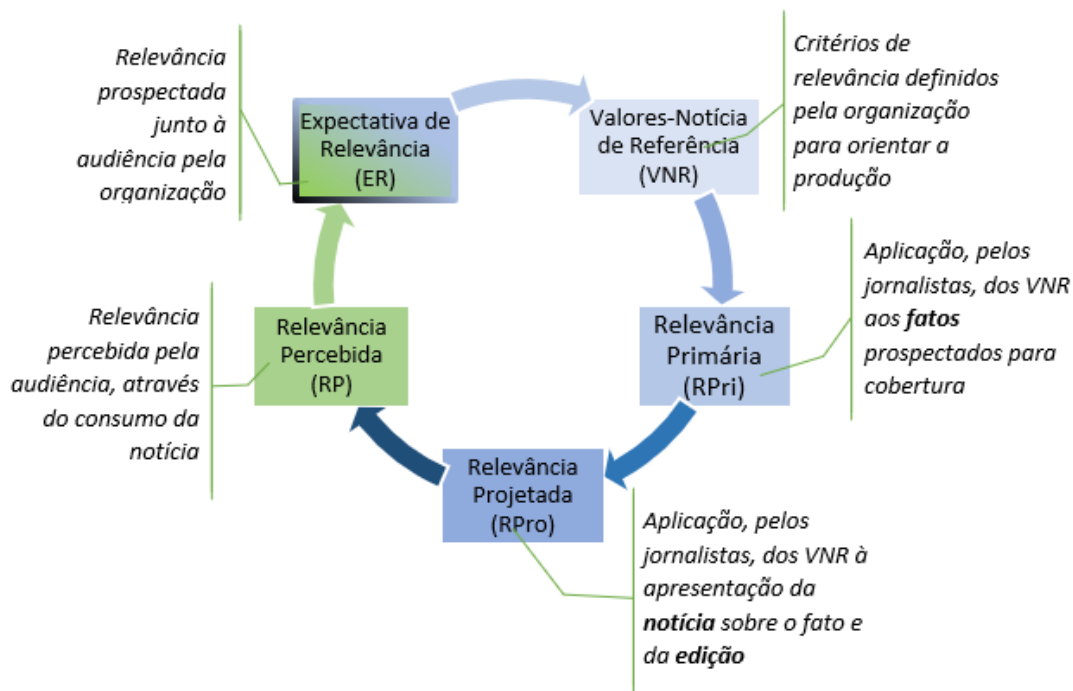 Relevância
prospectada
junto à
audiência pela
organização
Expectativa de
Relevância
(ER)
Valores-Notícia
de Referência
(VNR)
Critérios de
relevância definidos
pela organização
para orientar a
produção
Relevância
Primária
(RPri)
Aplicação, pelos
jornalistas, dos VNR
aos fatos
prospectados para
cobertura
Relevância
Projetada
(RPro)
Aplicação, pelos
jornalistas, dos VNR à
apresentação da
notícia sobre o fato e
da edição
Relevância
Percebida
(RP)
Relevância
percebida pela
audiência, através
do consumo da
notícia